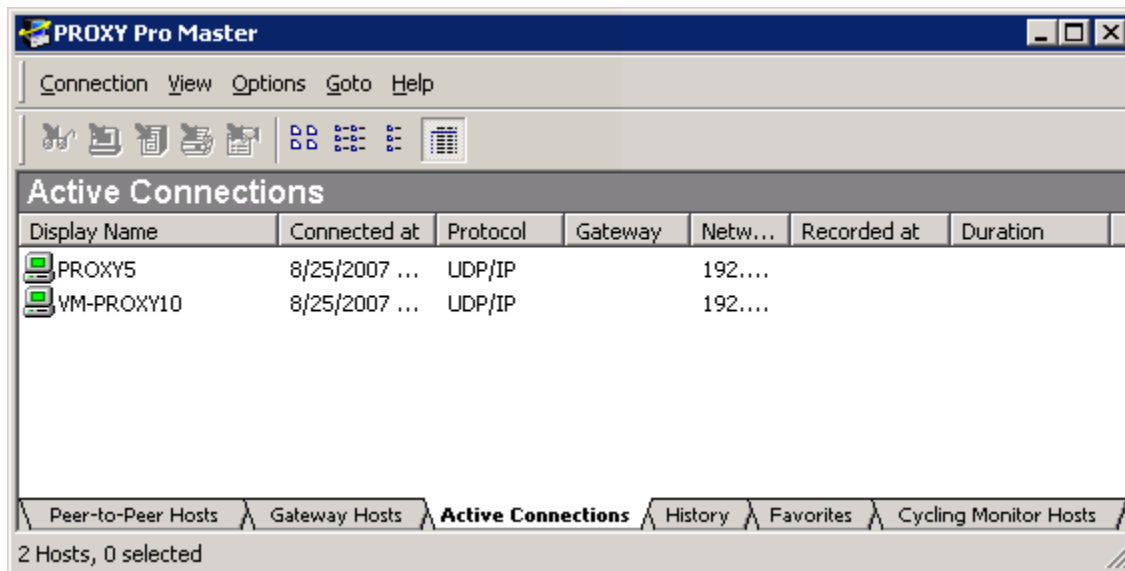 PROXY Pro Master
Connection View Options Goto Help
Active Connections
Display Name Connected at Protocol Gateway Netw... Recorded at Duration
PROXY5 8/25/2007 ... UDP/IP 192....
VM-PROXY10 8/25/2007 ... UDP/IP 192....
Peer-to-Peer Hosts Gateway Hosts Active Connections History Favorites Cycling Monitor Hosts
2 Hosts, 0 selected